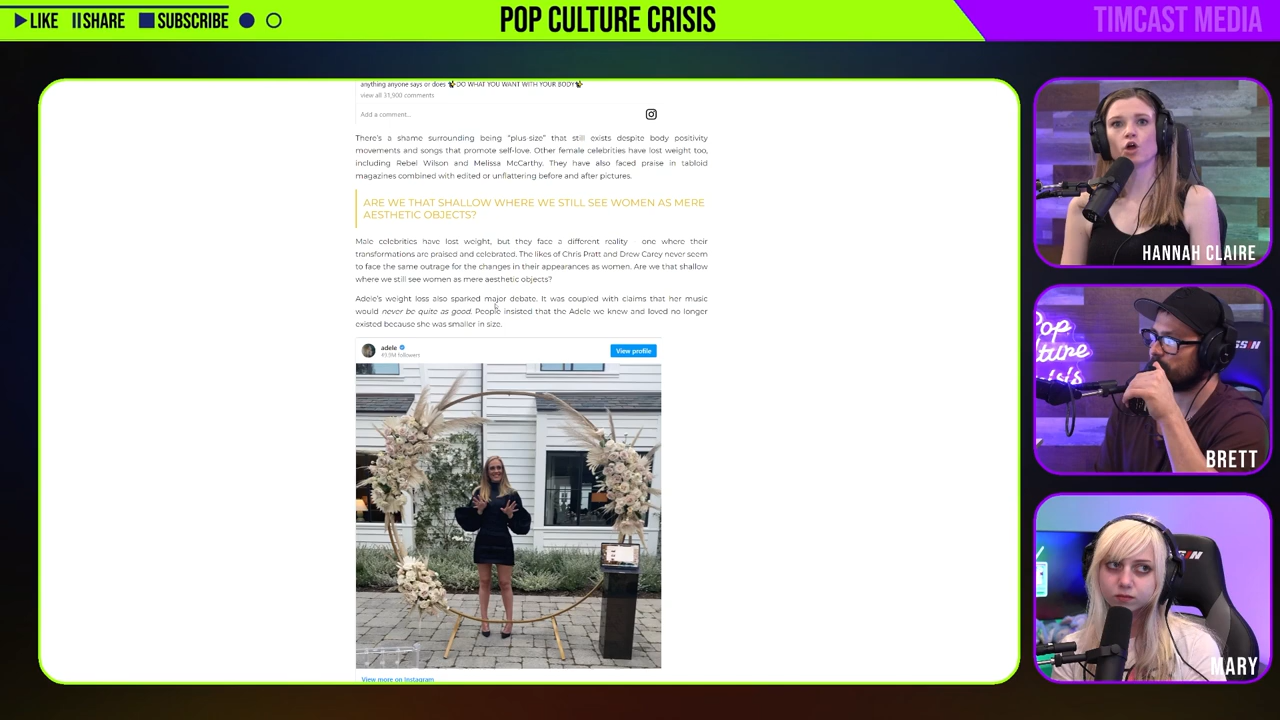 LIKE SHARE SUBSCRIBE
POP CULTURE CRISIS
TIMCAST MEDIA
anything anyone says or does DO WHAT YOU WANT WITH YOUR BODY
view all 31,900 comments
Add a comment...
There's a shame surrounding being "plus-size" that still exists despite body positivity
movements and songs that promote self-love. Other female celebrities have lost weight too,
including Rebel Wilson and Melissa McCarthy. They have also faced praise in tabloid
magazines combined with edited or unflattering before and after pictures.
ARE WE THAT SHALLOW WHERE WE STILL SEE WOMEN AS MERE
AESTHETIC OBJECTS?
Male celebrities have lost weight, but they face a different reality one where their
transformations are praised and celebrated. The likes of Chris Pratt and Drew Carey never seem
to face the same outrage for the changes in their appearances as women. Are we that shallow
where we still see women as mere aesthetic objects?
Adele's weight loss also sparked major debate. It was coupled with claims that her music
would never be quite as good. People insisted that the Adele we knew and loved no longer
existed because she was smaller in size.
adele
View profile
View more on Instagram
HANNAH CLAIRE
Pop
BRETT
MARY